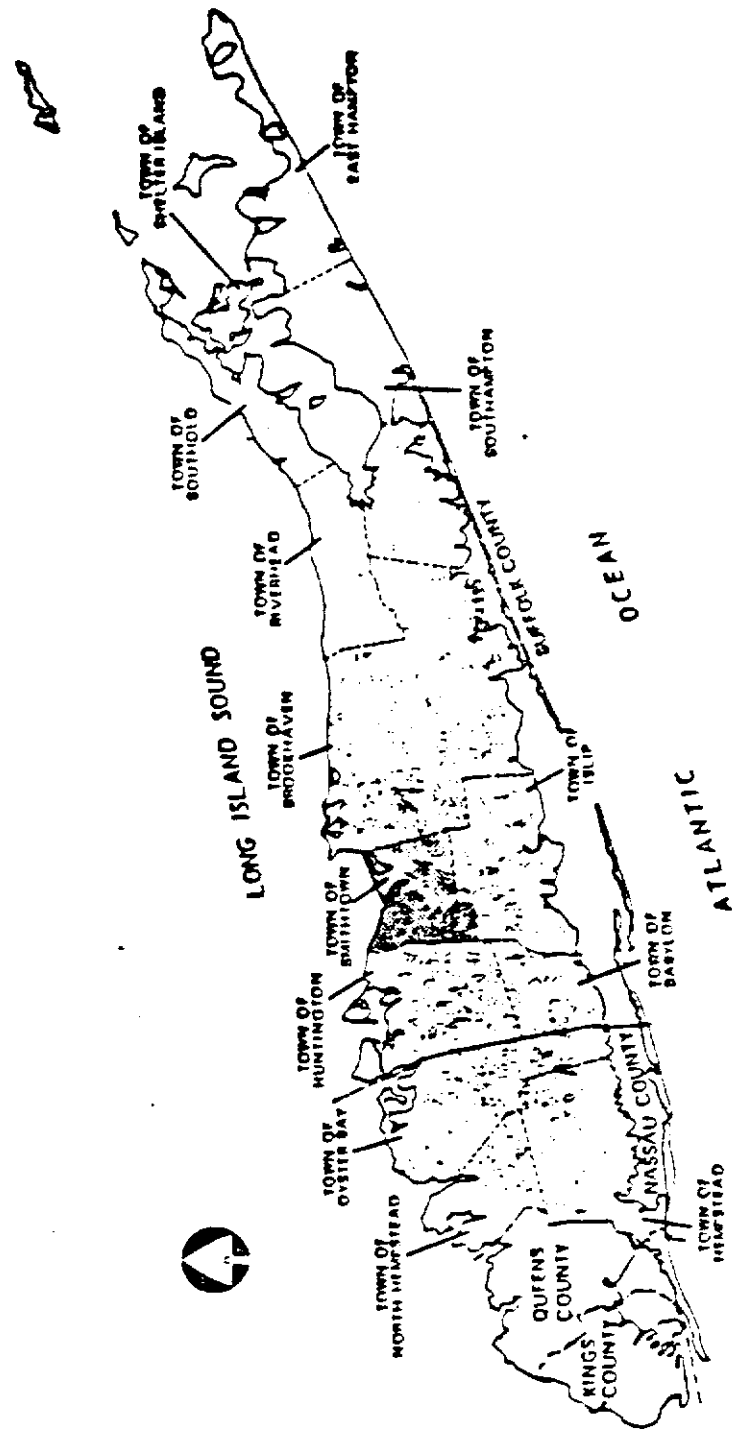 LONG ISLAND SOUND
TOWN OF
SHELTER ISLAND
TOWN OF
EAST HAMPTON
TOWN OF
SOUTHOLD
TOWN OF
SOUTHAMPTON
TOWN OF
RIVERHEAD
TOWN OF
BROOKHAVEN
TOWN OF
SMITHTOWN
TOWN OF
HUNTINGTON
TOWN OF
OYSTER BAY
TOWN OF
NORTH HEMPSTEAD
TOWN OF
ISLIP
TOWN OF
BABYLON
TOWN OF
HEMPSTEAD
SUFFOLK COUNTY
NASSAU COUNTY
QUEENS
COUNTY
KINGS
COUNTY
ATLANTIC
OCEAN